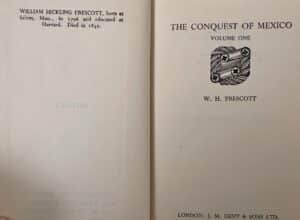 WILLIAM HICKLING PRESCOTT, born at
Salem, Mass., in 1796 and educated at
Harvard. Died in 1859.
THE CONQUEST OF MEXICO
VOLUME ONE
W. H. PRESCOTT
LONDON: J. M. DENT & SONS LTD.